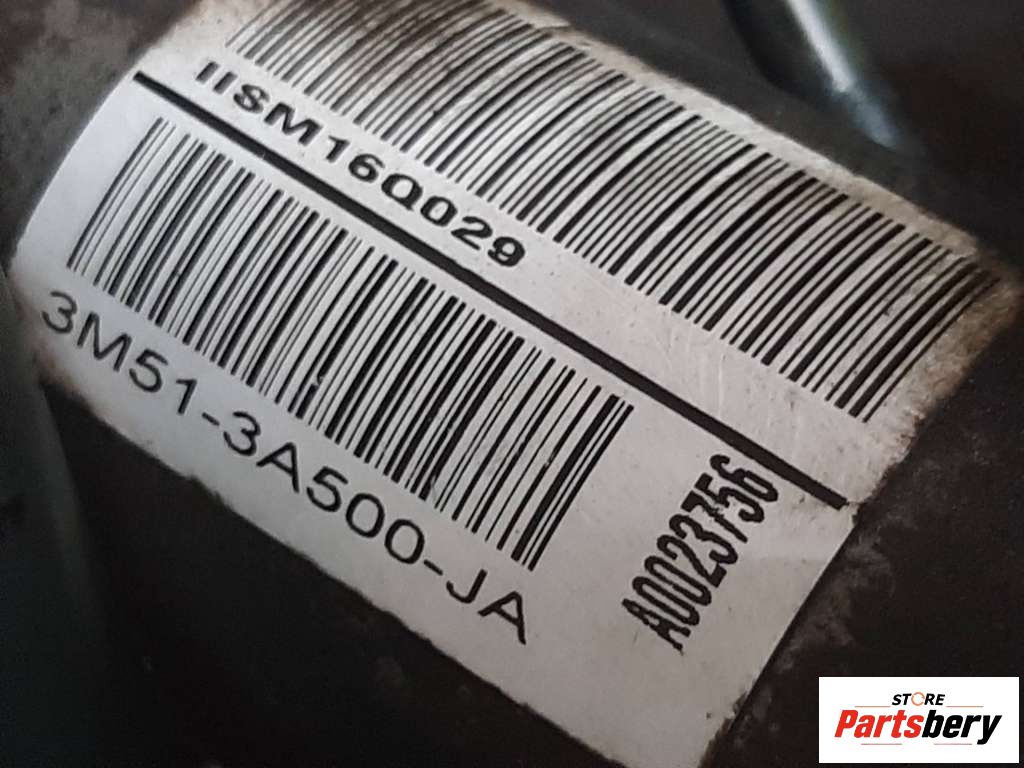 IISM16Q029
3M51-3A500-JA
A0023756
STORE
Partsbery